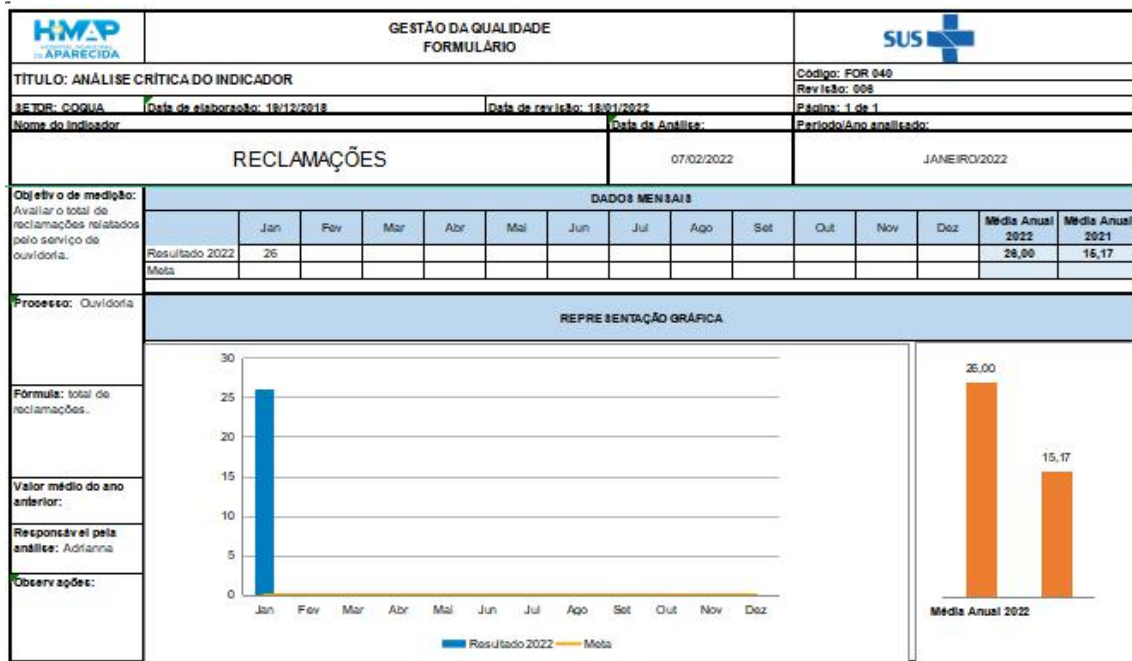 HMAP
HOSPITAL MUNICIPAL
DE APARECIDA
GESTÃO DA QUALIDADE
FORMULÁRIO
SUS
TÍTULO: ANÁLISE CRÍTICA DO INDICADOR
Código: FOR 040
Revisão: 006
SETOR: COQUA
Data de elaboração: 19/12/2018
Data de revisão: 18/01/2022
Página: 1 de 1
Nome do Indicador
Data da Análise:
Período/Ano analisado:
RECLAMAÇÕES
07/02/2022
JANEIRO/2022
Objetivo de medição:
Avaliar o total de
reclamações relatados
pelo serviço de
ouvidoria.
DADOS MENSAIS
Jan Fev Mar Abr Mai Jun Jul Ago Set Out Nov Dez Média Anual 2022 Média Anual 2021
Resultado 2022 26 26,00 15,17
Meta
Processo: Ouvidoria
REPRESENTAÇÃO GRÁFICA
Fórmula: total de
reclamações.
Valor médio do ano
anterior:
Responsável pela
análise: Adrianna
Observações:
30
25
20
15
10
5
0
Jan Fev Mar Abr Mai Jun Jul Ago Set Out Nov Dez
Resultado 2022 Meta
26,00
15,17
Média Anual 2022